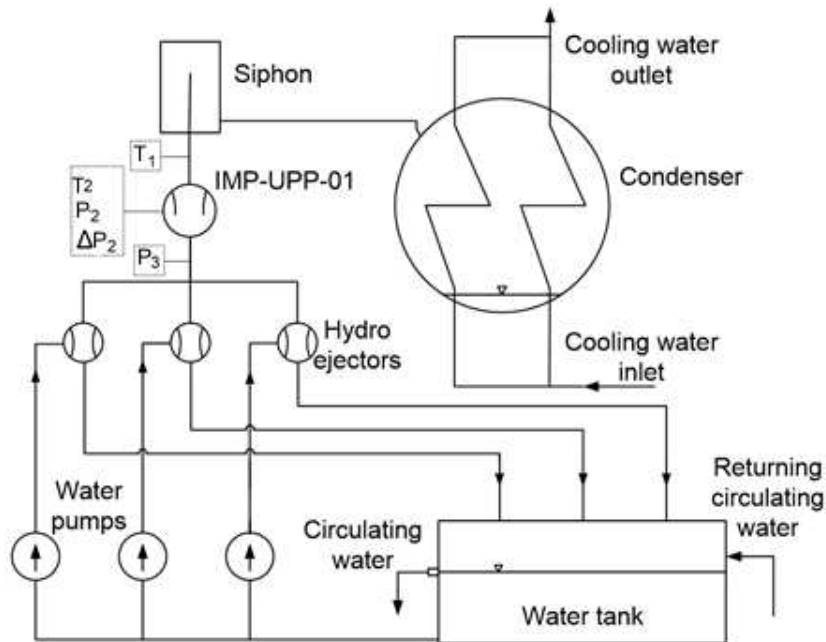 Cooling water
outlet
Siphon
T1
IMP-UPP-01
Condenser
T2
P2
ΔP2
P3
Hydro
ejectors
Cooling water
inlet
Water
pumps
Circulating
water
Returning
circulating
water
Water tank